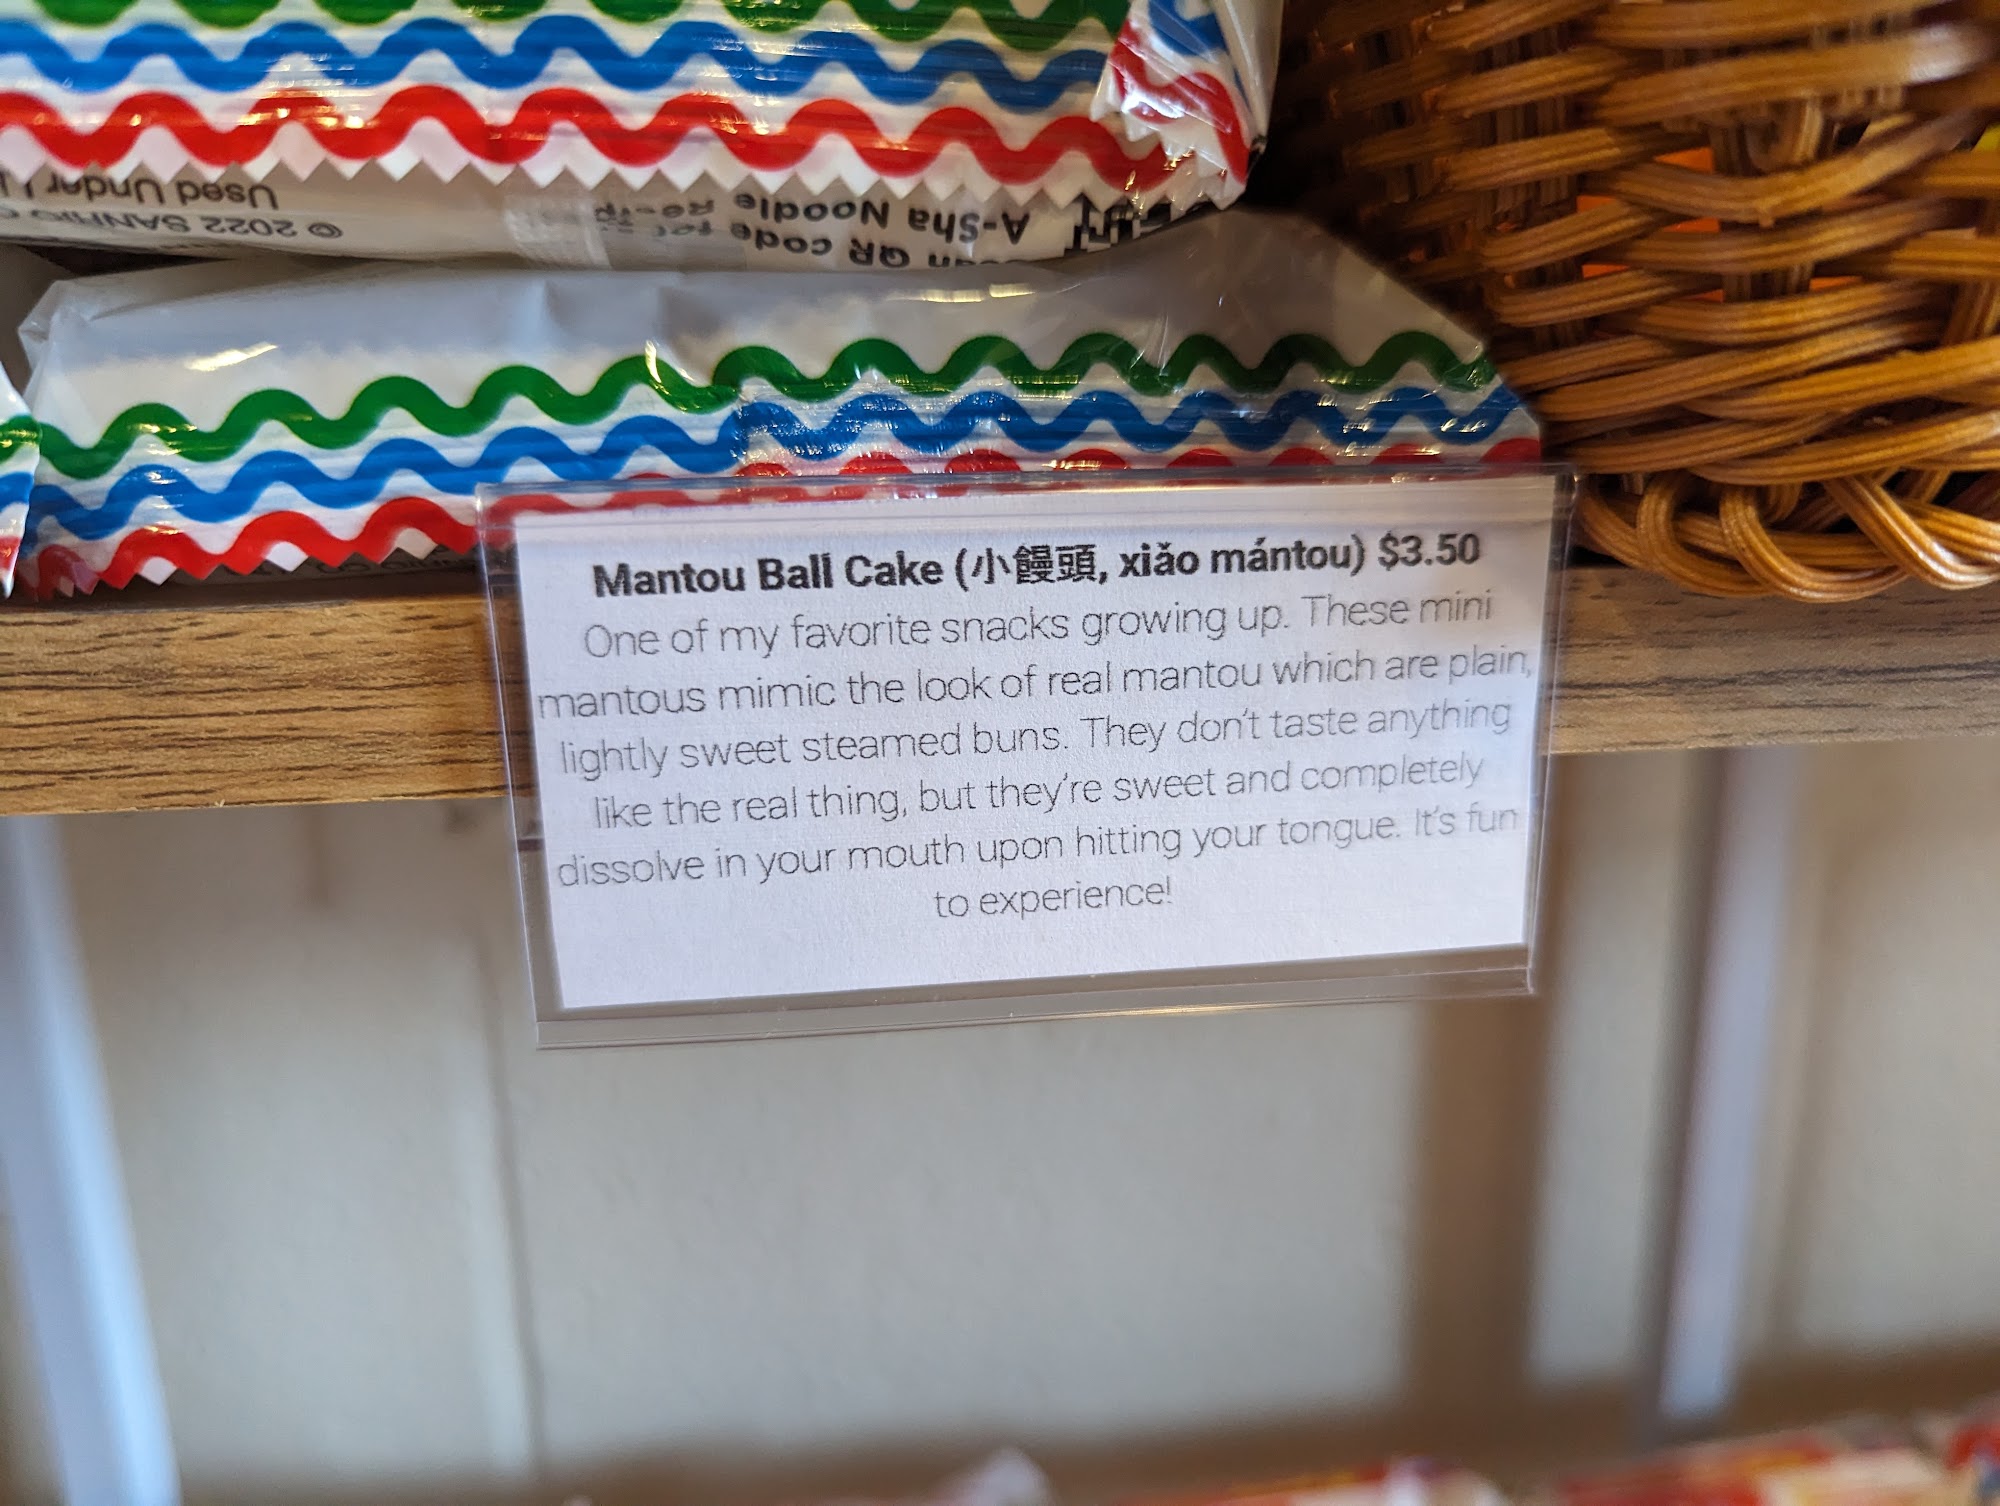 Used Under
© 2022 SANRIO
A-Sha Noodle
QR code for
Mantou Ball Cake (小饅頭, xiǎo mántou) $3.50
One of my favorite snacks growing up. These mini
mantous mimic the look of real mantou which are plain,
lightly sweet steamed buns. They don't taste anything
like the real thing, but they're sweet and completely
dissolve in your mouth upon hitting your tongue. It's fun
to experience!